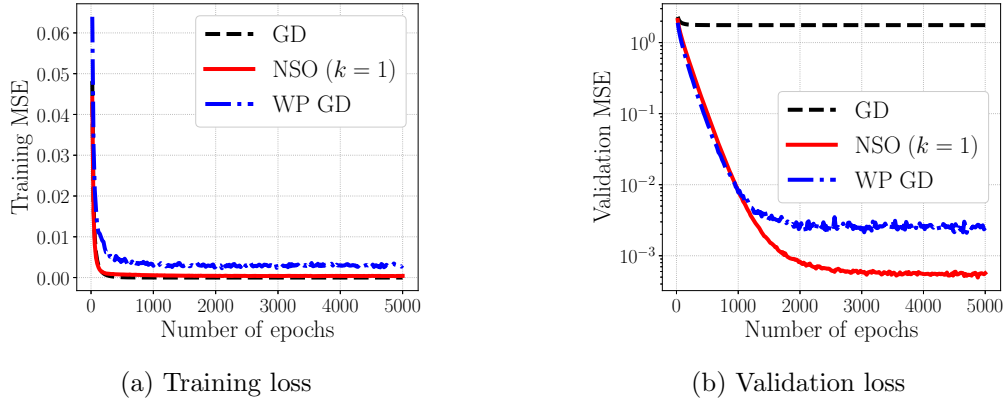 0.06
0.05
0.04
0.03
0.02
0.01
0.00
Training MSE
GD
NSO (k = 1)
WP GD
0 1000 2000 3000 4000 5000
Number of epochs
(a) Training loss
10^0
10^{-1}
10^{-2}
10^{-3}
Validation MSE
GD
NSO (k = 1)
WP GD
0 1000 2000 3000 4000 5000
Number of epochs
(b) Validation loss